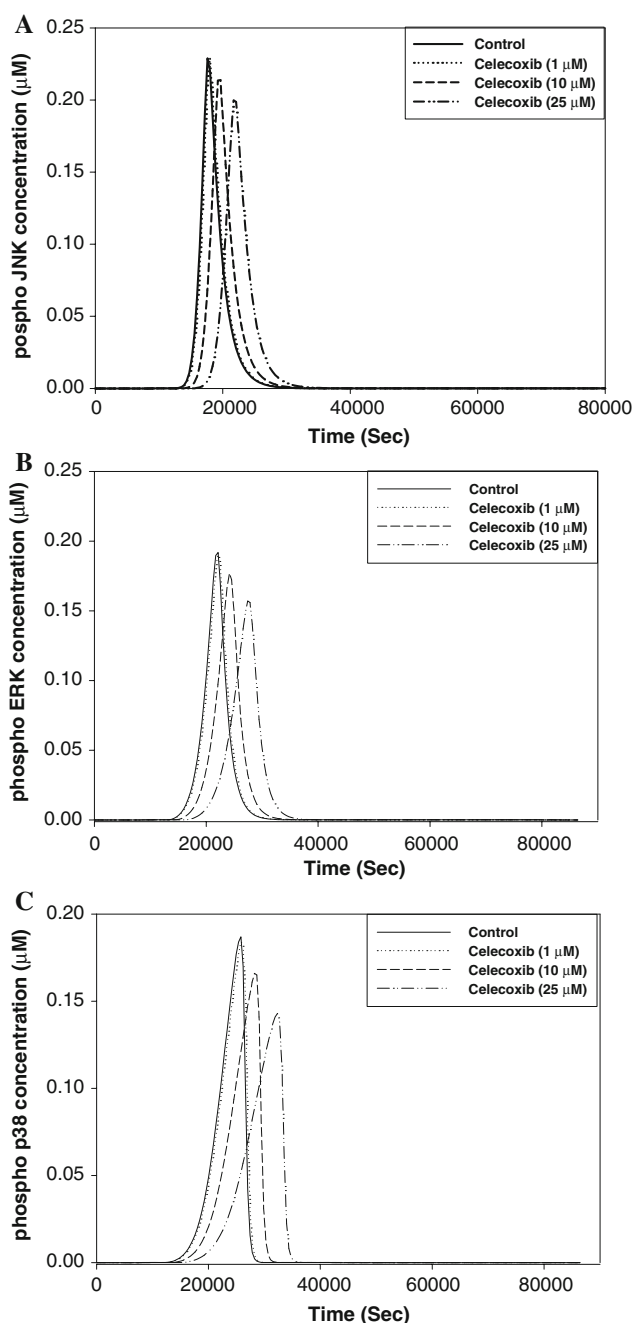 A
0.25
0.20
0.15
0.10
0.05
0.00
pospho JNK concentration (μM)
Control
Celecoxib (1 μM)
Celecoxib (10 μM)
Celecoxib (25 μM)
0 20000 40000 60000 80000
Time (Sec)
B
0.25
0.20
0.15
0.10
0.05
0.00
phospho ERK concentration (μM)
Control
Celecoxib (1 μM)
Celecoxib (10 μM)
Celecoxib (25 μM)
0 20000 40000 60000 80000
Time (Sec)
C
0.20
0.15
0.10
0.05
0.00
phospho p38 concentration (μM)
Control
Celecoxib (1 μM)
Celecoxib (10 μM)
Celecoxib (25 μM)
0 20000 40000 60000 80000
Time (Sec)